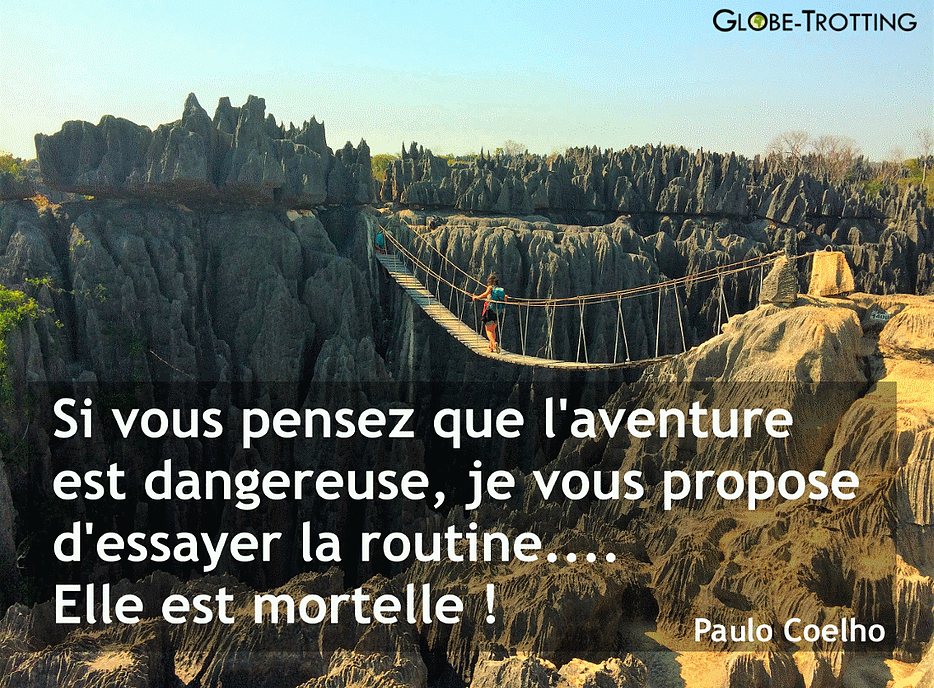 GLOBE-TROTTING
Si vous pensez que l'aventure
est dangereuse, je vous propose
d'essayer la routine....
Elle est mortelle !
Paulo Coelho